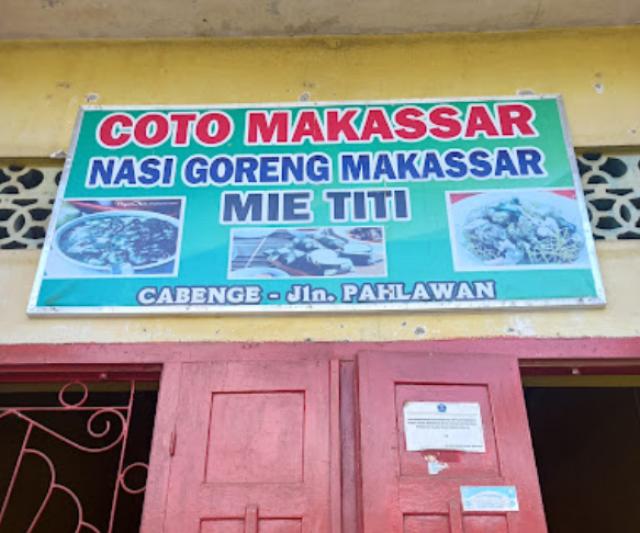 COTO MAKASSAR
NASI GORENG MAKASSAR
MIE TITI
CABENGE - Jln. PAHLAWAN